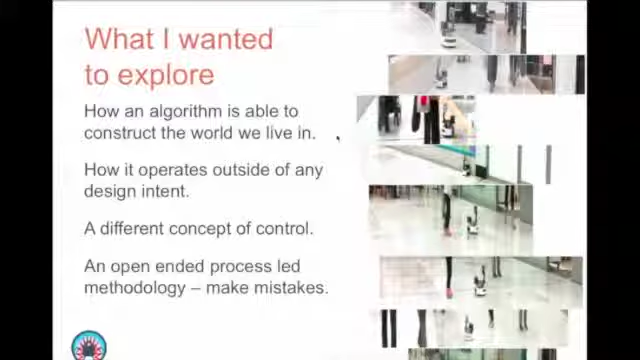 What I wanted
to explore
How an algorithm is able to
construct the world we live in.
How it operates outside of any
design intent.
A different concept of control.
An open ended process led
methodology – make mistakes.